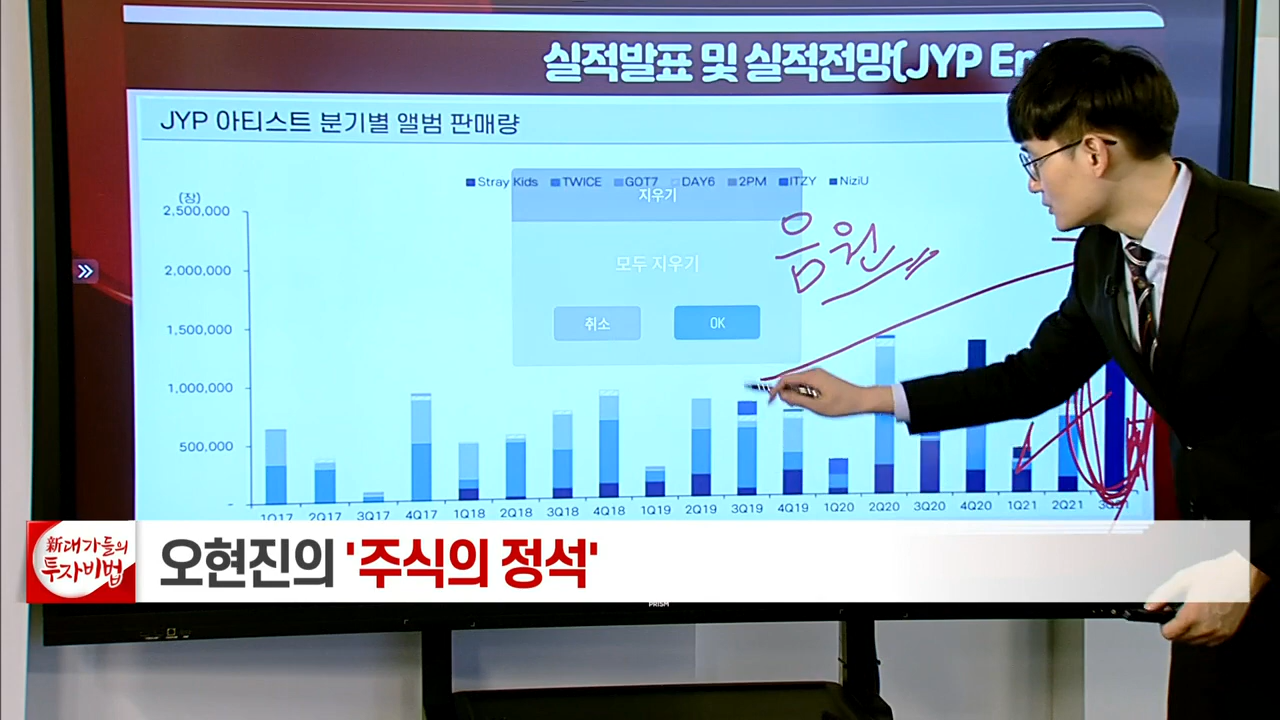 실적발표 및 실적전망(JYP En
JYP 아티스트 분기별 앨범 판매량
Stray Kids TWICE GOT7 DAY6 2PM ITZY NiziU
(장)
2,500,000
2,000,000
1,500,000
1,000,000
500,000
-
지우기
모두 지우기
취소 OK
음원
1Q17 2Q17 3Q17 4Q17 1Q18 2Q18 3Q18 4Q18 1Q19 2Q19 3Q19 4Q19 1Q20 2Q20 3Q20 4Q20 1Q21 2Q21 3Q21
新대가들의
투자비법
오현진의 '주식의 정석'
PRISM